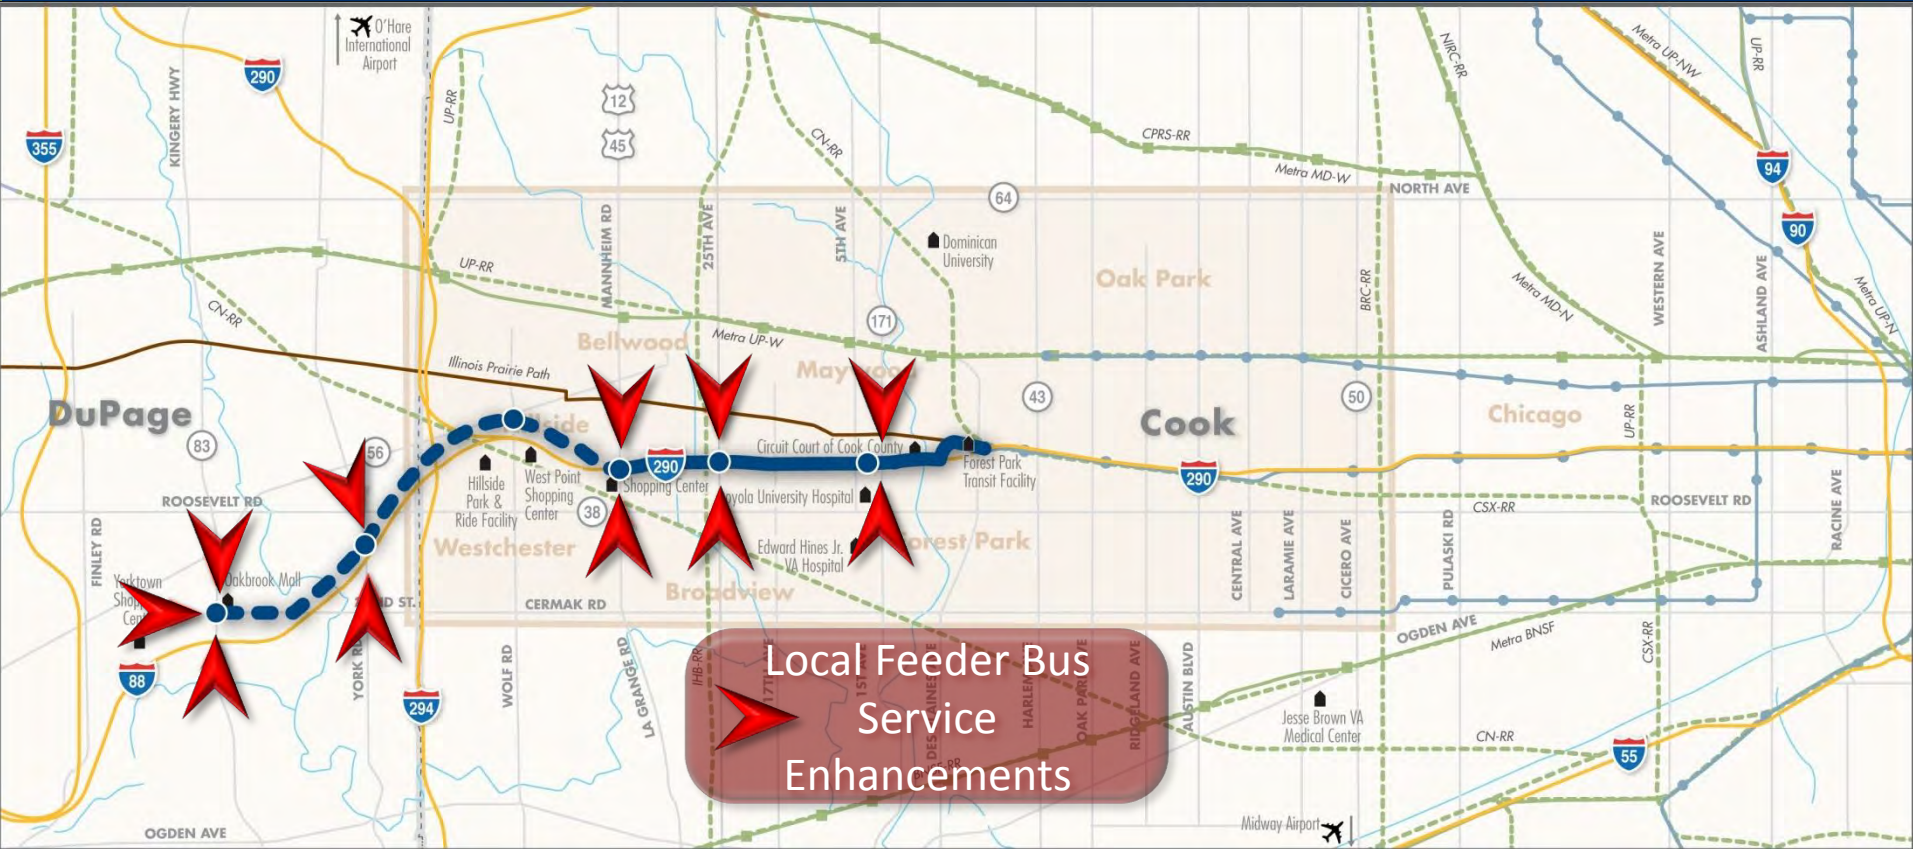 O'Hare
International
Airport
290
355
KINGERY HWY
UP-RR
12
45
CN-RR
CPRS-RR
Metra MD-W
NORTH AVE
NIRC-RR
Metra UP-NW
UP-RR
94
90
64
MANNHEIM RD
25TH AVE
5TH AVE
Dominican
University
Oak Park
BRC-RR
Metra MD-N
WESTERN AVE
ASHLAND AVE
Metra UP-N
UP-RR
CN-RR
171
Bellwood
Metra UP-W
Illinois Prairie Path
43
50
DuPage
83
56
Cook
Chicago
UP-RR
Circuit Court of Cook County
290
Forest Park
Transit Facility
290
Hillside
Park &
Ride Facility
West Point
Shopping
Center
Shopping Center
University Hospital
38
ROOSEVELT RD
ROOSEVELT RD
CSX-RR
RACINE AVE
FINLEY RD
Westchester
Edward Hines Jr.
VA Hospital
Park
CENTRAL AVE
LARAMIE AVE
CICERO AVE
PULASKI RD
Yorktown
Oakbrook Mall
CERMAK RD
Broadview
OGDEN AVE
Metra BNSF
CSX-RR
88
294
WOLF RD
LA GRANGE RD
IHB-RR
17TH AVE
1ST AVE
OAK PARK AVE
RIDGELAND AVE
AUSTIN BLVD
Local Feeder Bus
Service
Enhancements
BNSF-RR
Jesse Brown VA
Medical Center
CN-RR
55
Midway Airport
OGDEN AVE